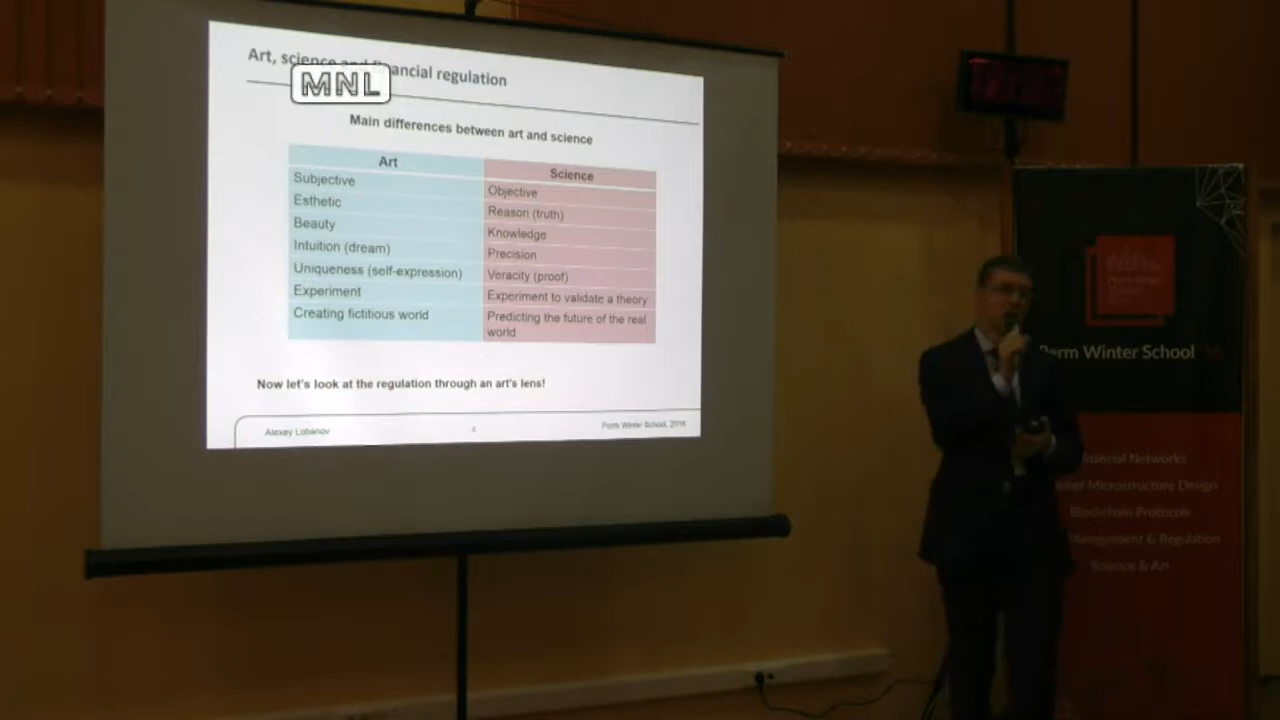 Art, science and financial regulation
MNL
Main differences between art and science
Art
Science
Subjective
Objective
Esthetic
Reason (truth)
Beauty
Knowledge
Intuition (dream)
Precision
Uniqueness (self-expression)
Veracity (proof)
Experiment
Experiment to validate a theory
Creating fictitious world
Predicting the future of the real
world
Now let's look at the regulation through an art's lens!
Alexey Lobanov
4
Perm Winter School, 2016
Perm Winter School
Financial Networks
Microstructure Design
Blockchain Protocols
Management & Regulation
Science & Art